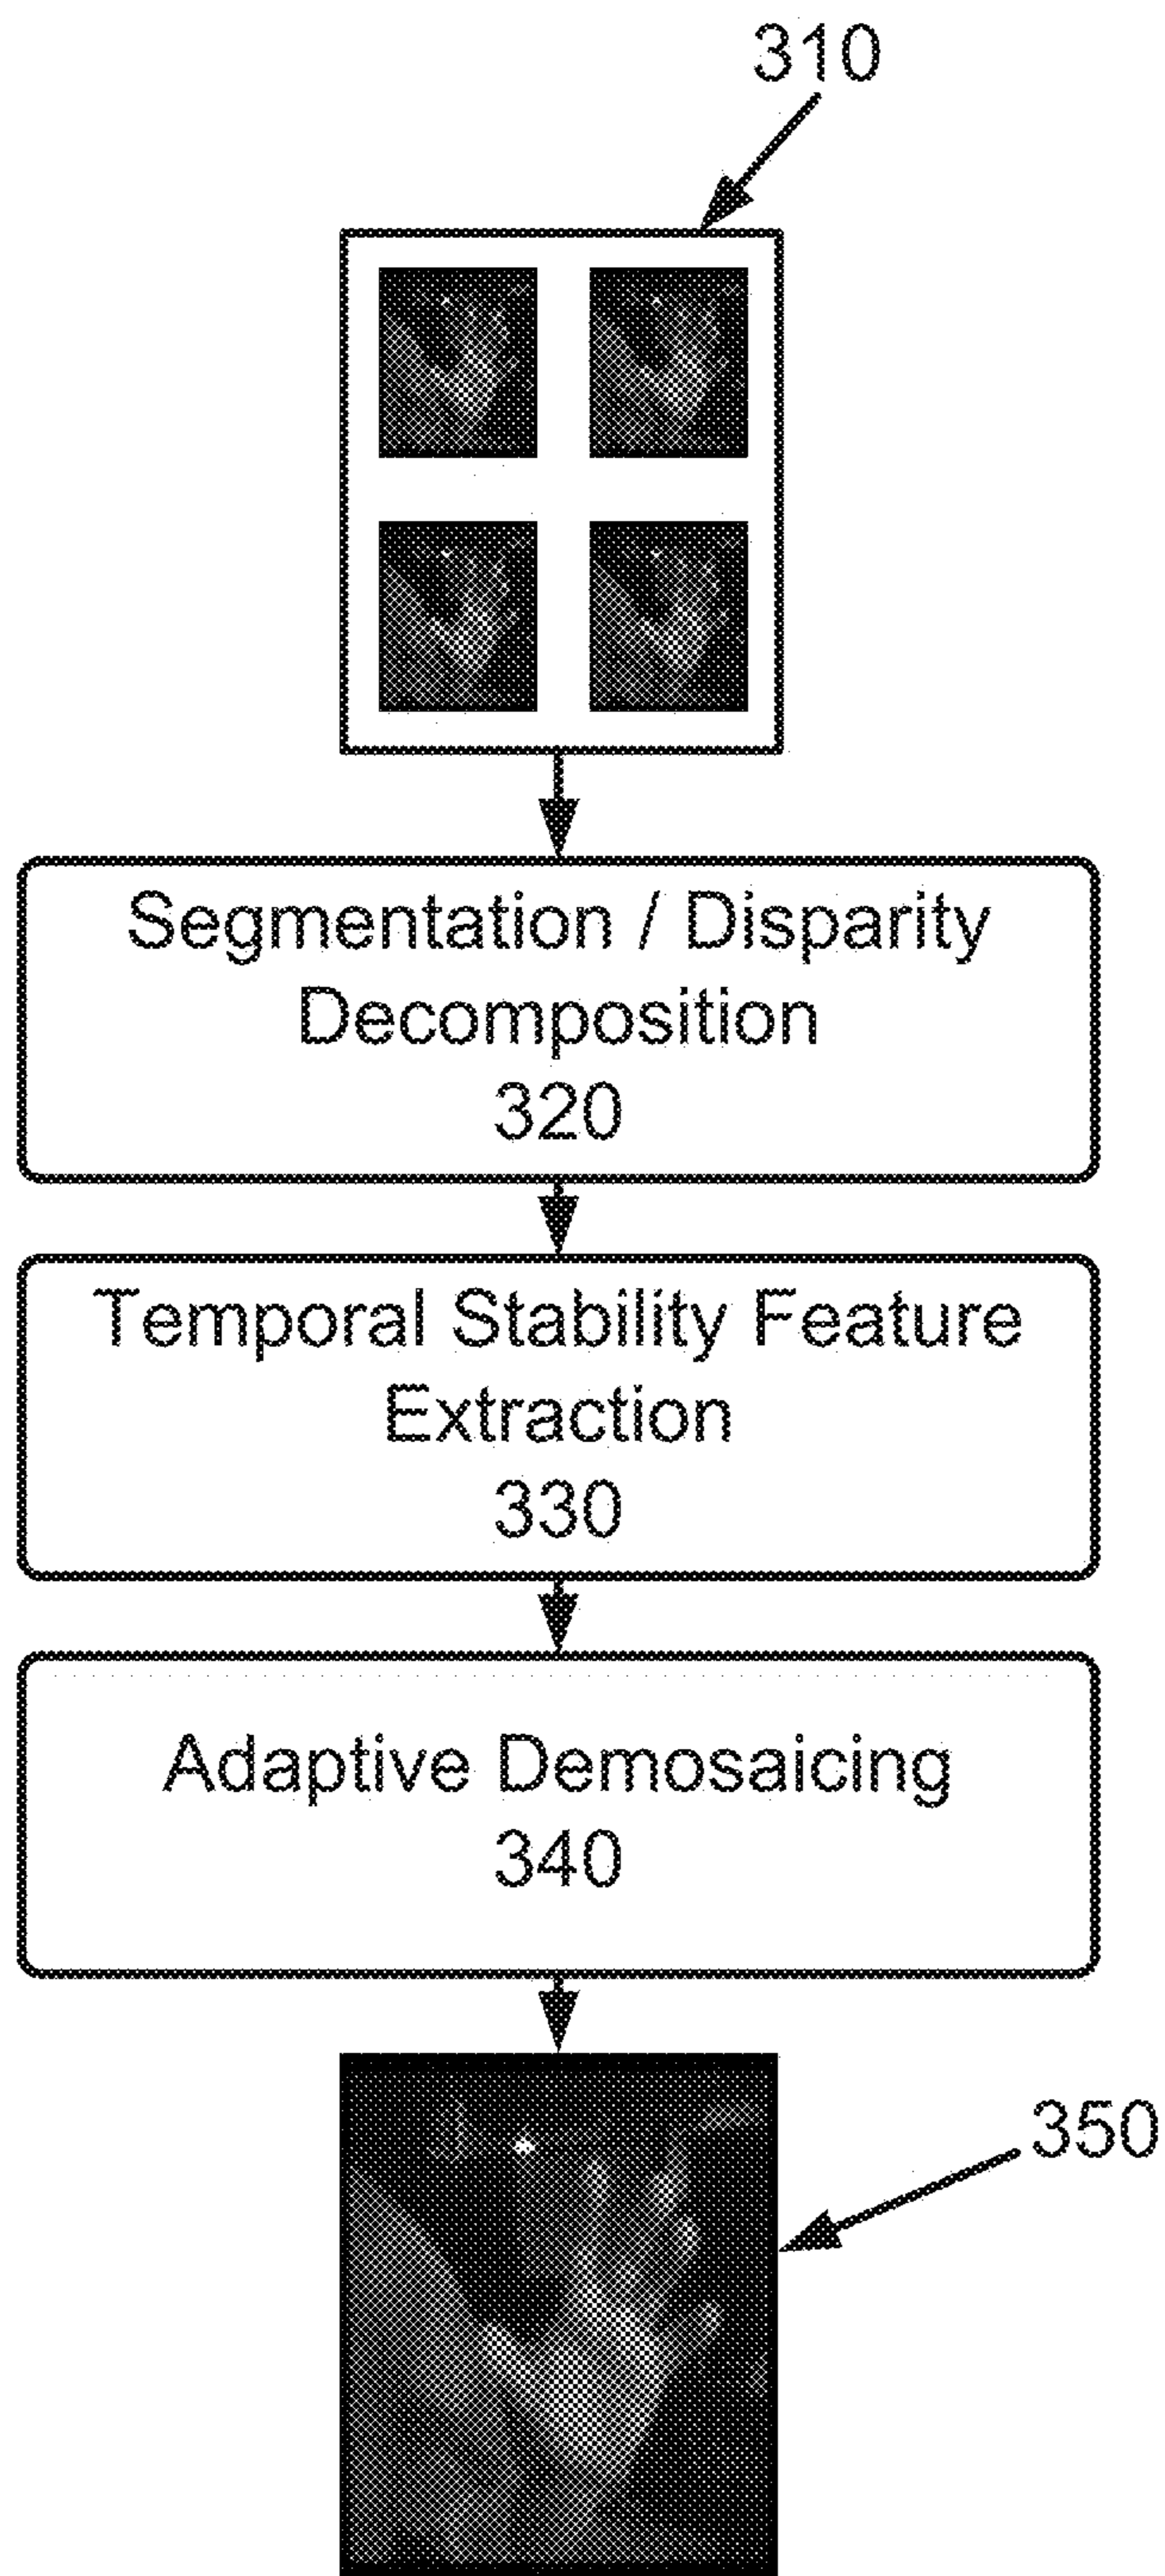 310
Segmentation / Disparity
Decomposition
320
Temporal Stability Feature
Extraction
330
Adaptive Demosaicing
340
350